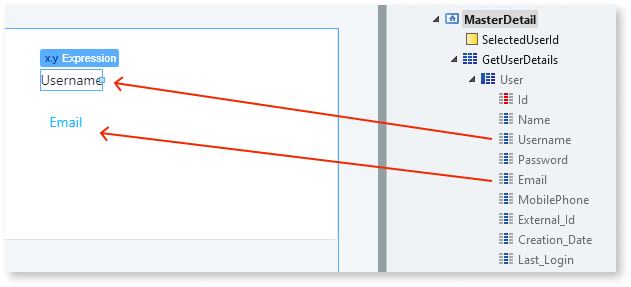 x.y Expression
Username
Email
MasterDetail
SelectedUserId
GetUserDetails
User
Id
Name
Username
Password
Email
MobilePhone
External_Id
Creation_Date
Last_Login